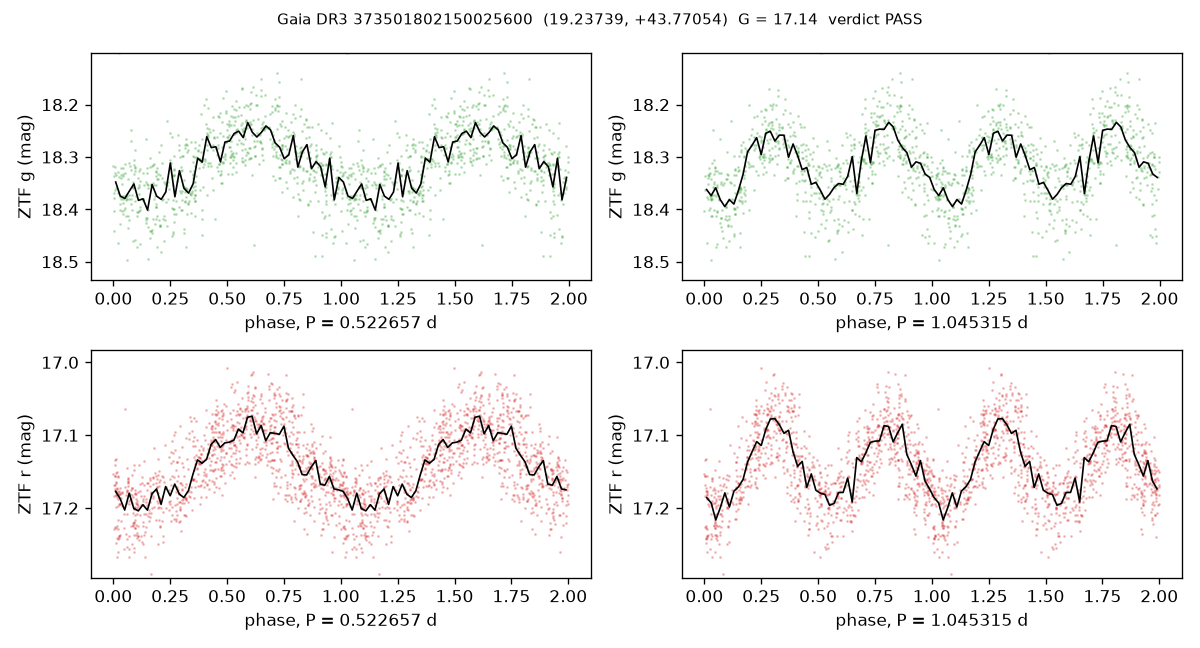 Gaia DR3 373501802150025600 (19.23739, +43.77054) G = 17.14 verdict PASS
ZTF g (mag)
18.2
18.3
18.4
18.5
0.00 0.25 0.50 0.75 1.00 1.25 1.50 1.75 2.00
phase, P = 0.522657 d
ZTF g (mag)
18.2
18.3
18.4
18.5
0.00 0.25 0.50 0.75 1.00 1.25 1.50 1.75 2.00
phase, P = 1.045315 d
ZTF r (mag)
17.0
17.1
17.2
0.00 0.25 0.50 0.75 1.00 1.25 1.50 1.75 2.00
phase, P = 0.522657 d
ZTF r (mag)
17.0
17.1
17.2
0.00 0.25 0.50 0.75 1.00 1.25 1.50 1.75 2.00
phase, P = 1.045315 d